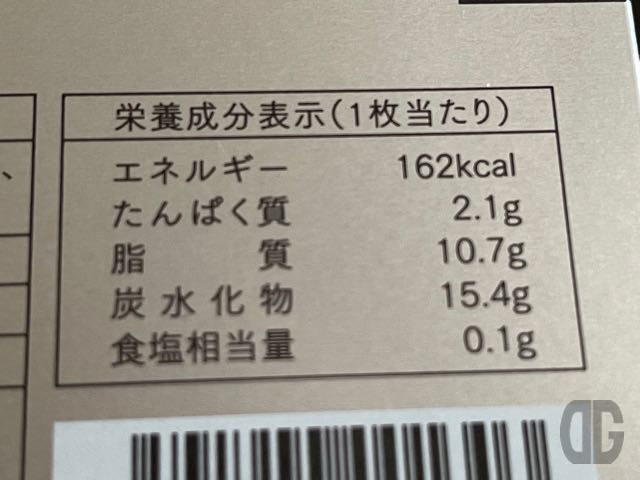 栄養成分表示(1枚当たり)
エネルギー 162kcal
たんぱく質 2.1g
脂質 10.7g
炭水化物 15.4g
食塩相当量 0.1g
、
DG